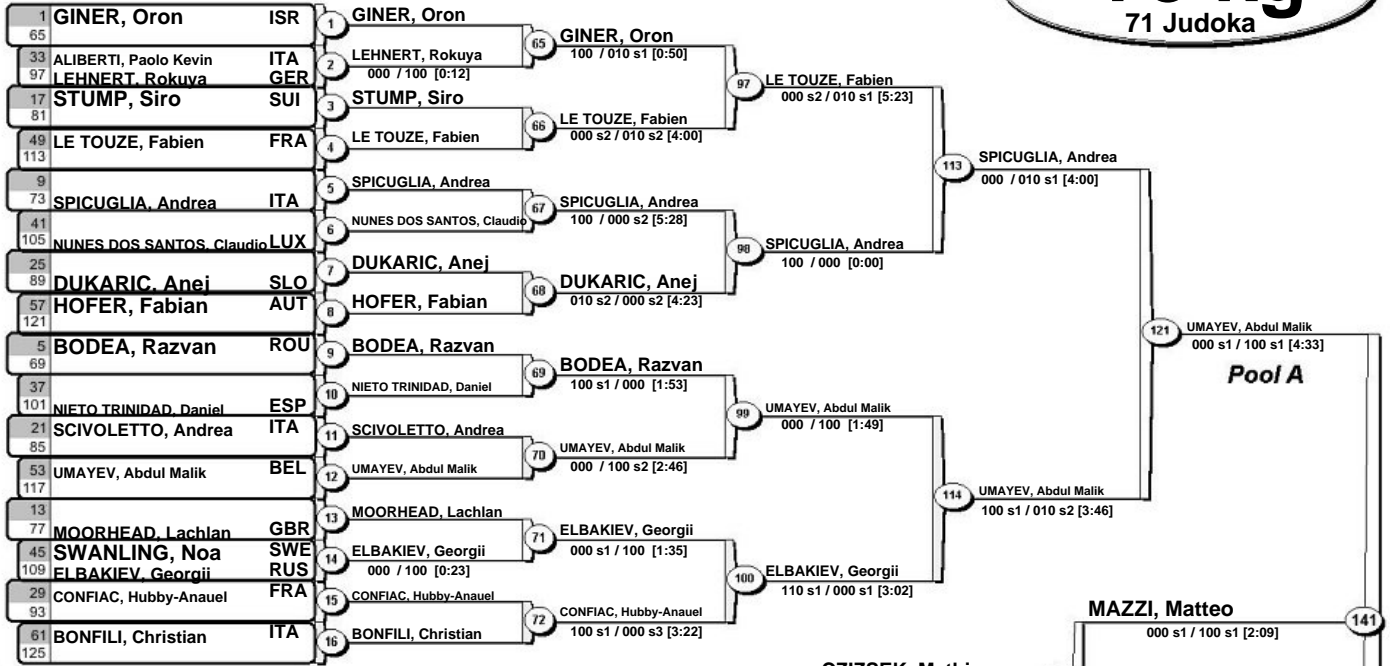 71 Judoka
1 GINER, Oron ISR
65
33 ALIBERTI, Paolo Kevin ITA
97 LEHNERT, Rokuya GER
17 STUMP, Siro SUI
81
49 LE TOUZE, Fabien FRA
113
9
73 SPICUGLIA, Andrea ITA
41
105 NUNES DOS SANTOS, Claudio LUX
25
89 DUKARIC, Anej SLO
57 HOFER, Fabian AUT
121
5 BODEA, Razvan ROU
69
37
101 NIETO TRINIDAD, Daniel ESP
21 SCIVOLETTO, Andrea ITA
85
53 UMAYEV, Abdul Malik BEL
117
13
77 MOORHEAD, Lachlan GBR
45 SWANLING, Noa SWE
109 ELBAKIEV, Georgii RUS
29 CONFIAC, Hubby-Anauel FRA
93
61 BONFILI, Christian ITA
125
1 GINER, Oron
2 LEHNERT, Rokuya
000 / 100 [0:12]
3 STUMP, Siro
4 LE TOUZE, Fabien
5 SPICUGLIA, Andrea
6 NUNES DOS SANTOS, Claudio
7 DUKARIC, Anej
8 HOFER, Fabian
9 BODEA, Razvan
10 NIETO TRINIDAD, Daniel
11 SCIVOLETTO, Andrea
12 UMAYEV, Abdul Malik
13 MOORHEAD, Lachlan
14 ELBAKIEV, Georgii
000 / 100 [0:23]
15 CONFIAC, Hubby-Anauel
16 BONFILI, Christian
65 GINER, Oron
100 / 010 s1 [0:50]
66 LE TOUZE, Fabien
000 s2 / 010 s2 [4:00]
67 SPICUGLIA, Andrea
100 / 000 s2 [5:28]
68 DUKARIC, Anej
010 s2 / 000 s2 [4:23]
69 BODEA, Razvan
100 s1 / 000 [1:53]
70 UMAYEV, Abdul Malik
000 / 100 s2 [2:46]
71 ELBAKIEV, Georgii
000 s1 / 100 [1:35]
72 CONFIAC, Hubby-Anauel
100 s1 / 000 s3 [3:22]
97 LE TOUZE, Fabien
000 s2 / 010 s1 [5:23]
98 SPICUGLIA, Andrea
100 / 000 [0:00]
99 UMAYEV, Abdul Malik
000 / 100 [1:49]
100 ELBAKIEV, Georgii
110 s1 / 000 s1 [3:02]
113 SPICUGLIA, Andrea
000 / 010 s1 [4:00]
114 UMAYEV, Abdul Malik
100 s1 / 010 s2 [3:46]
121 UMAYEV, Abdul Malik
000 s1 / 100 s1 [4:33]
Pool A
MAZZI, Matteo
000 s1 / 100 s1 [2:09]
141